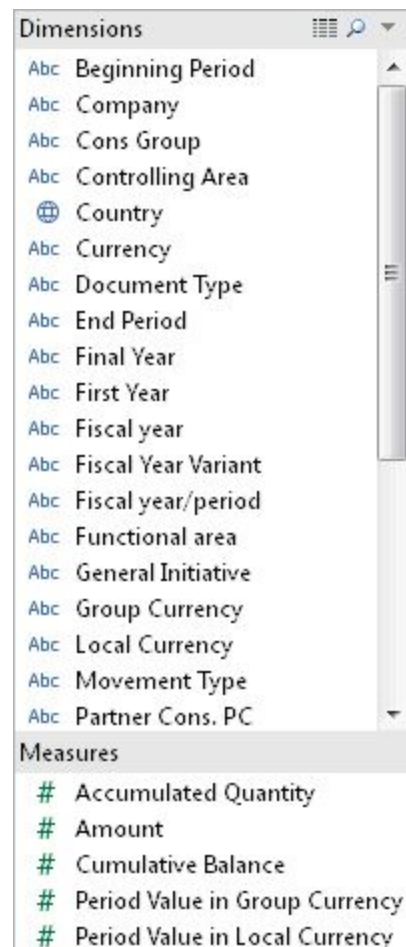 Dimensions
Abc Beginning Period
Abc Company
Abc Cons Group
Abc Controlling Area
Country
Abc Currency
Abc Document Type
Abc End Period
Abc Final Year
Abc First Year
Abc Fiscal year
Abc Fiscal Year Variant
Abc Fiscal year/period
Abc Functional area
Abc General Initiative
Abc Group Currency
Abc Local Currency
Abc Movement Type
Abc Partner Cons. PC
Measures
# Accumulated Quantity
# Amount
# Cumulative Balance
# Period Value in Group Currency
# Period Value in Local Currency